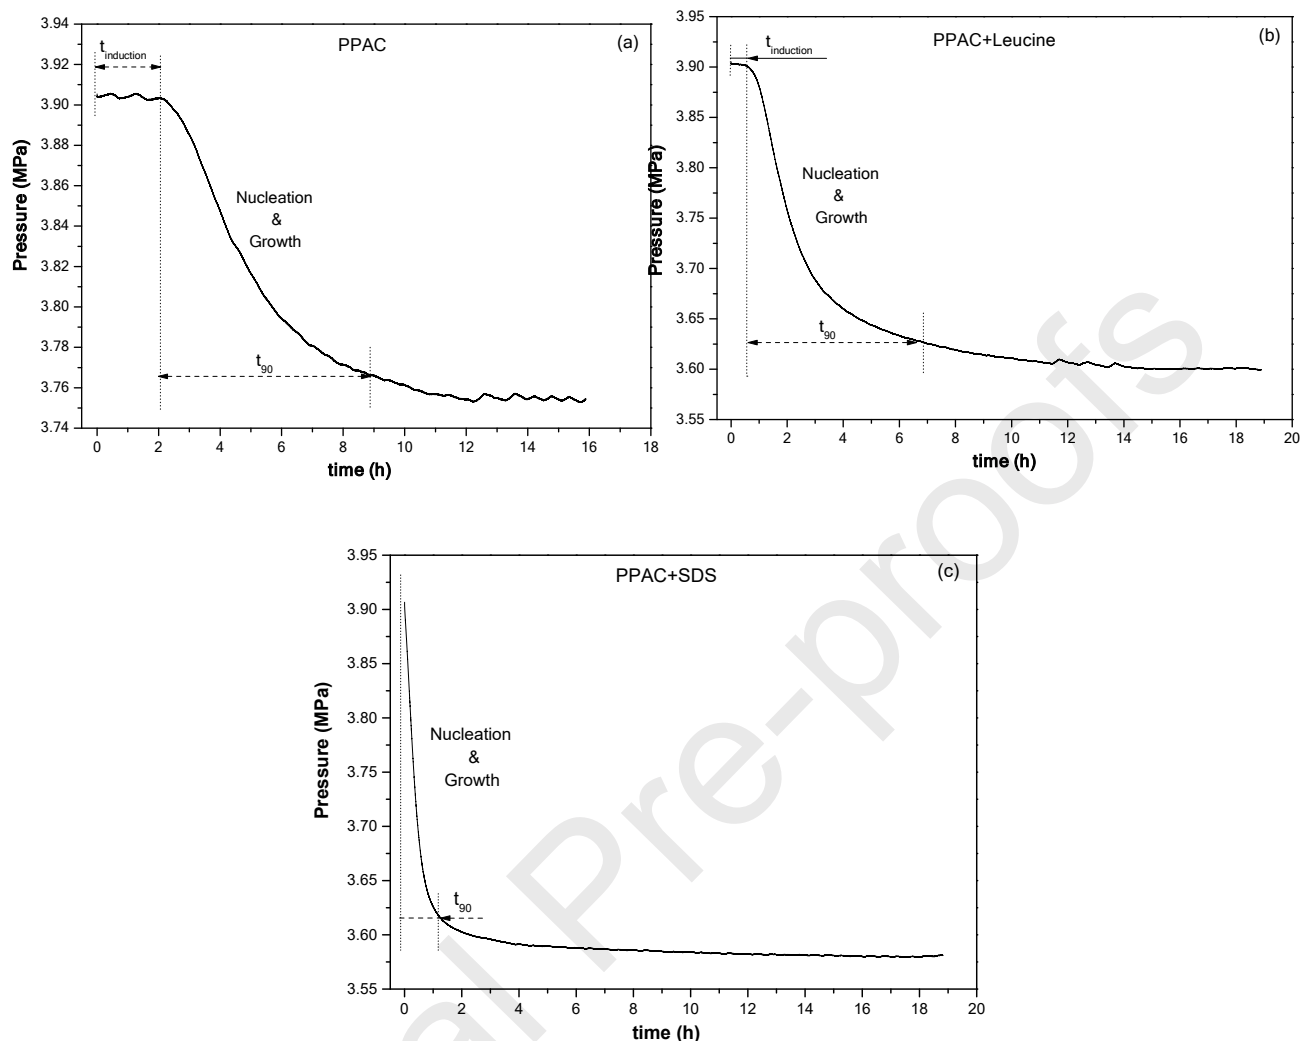 3.94
3.92
3.90
3.88
3.86
3.84
3.82
3.80
3.78
3.76
3.74
Pressure (MPa)
t induction
PPAC
(a)
Nucleation
&
Growth
t90
0 2 4 6 8 10 12 14 16 18
time (h)
3.95
3.90
3.85
3.80
3.75
3.70
3.65
3.60
3.55
Pressure (MPa)
t induction
PPAC+Leucine
(b)
Nucleation
&
Growth
t90
0 2 4 6 8 10 12 14 16 18 20
time (h)
3.95
3.90
3.85
3.80
3.75
3.70
3.65
3.60
3.55
Pressure (MPa)
PPAC+SDS
(c)
Nucleation
&
Growth
t90
0 2 4 6 8 10 12 14 16 18 20
time (h)
al Pre-proofs